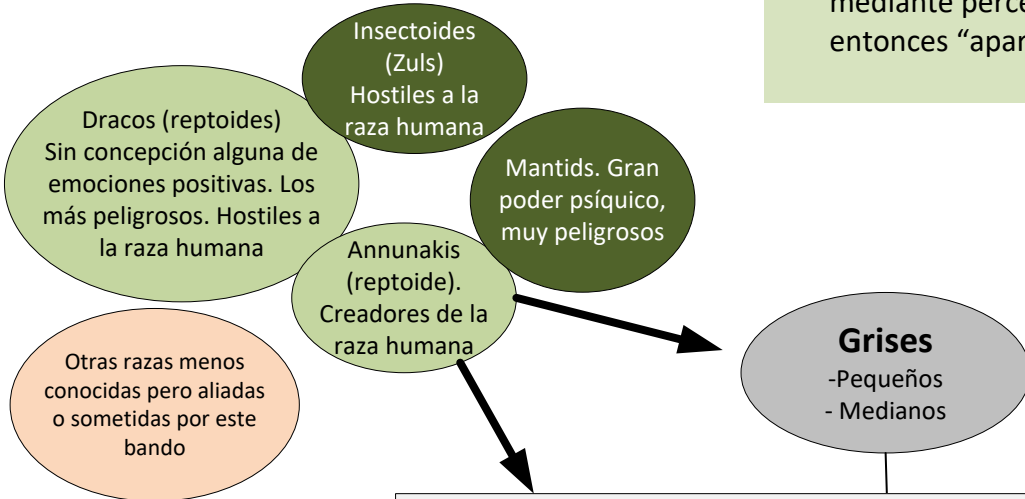 mediante perce
entonces “apar
Insectoides
(Zuls)
Hostiles a la
raza humana
Dracos (reptoides)
Sin concepción alguna de
emociones positivas. Los
más peligrosos. Hostiles a
la raza humana
Mantids. Gran
poder psíquico,
muy peligrosos
Annunakis
(reptoide).
Creadores de la
raza humana
Otras razas menos
conocidas pero aliadas
o sometidas por este
bando
Grises
-Pequeños
- Medianos